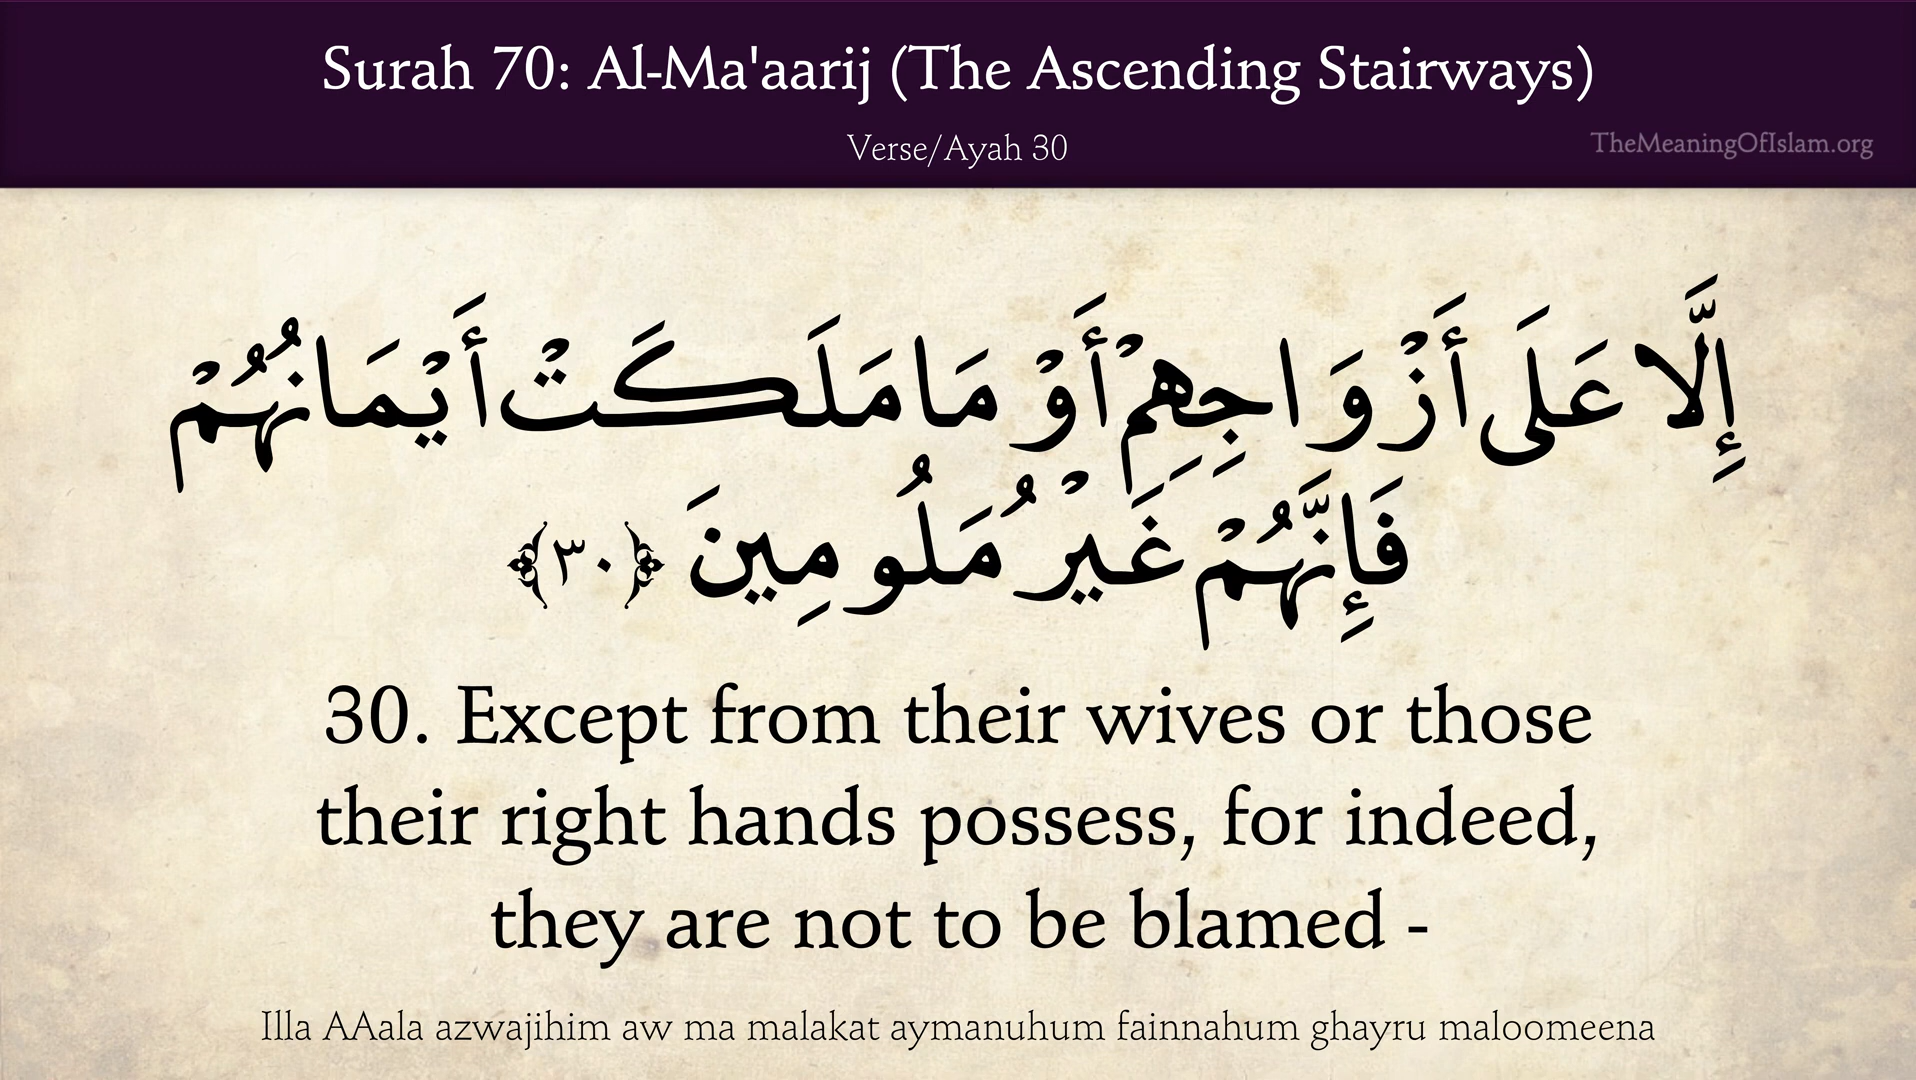 Surah 70: Al-Ma'aarij (The Ascending Stairways)
Verse/Ayah 30
TheMeaningOfIslam.org
إِلَّا عَلَى أَزْوَاجِهِمْ أَوْ مَا مَلَكَتْ أَيْمَانُهُمْ
فَإِنَّهُمْ غَيْرُ مَلُومِينَ ﴿٣٠﴾
30. Except from their wives or those
their right hands possess, for indeed,
they are not to be blamed -
Illa AAala azwajihim aw ma malakat aymanuhum fainnahum ghayru maloomeena